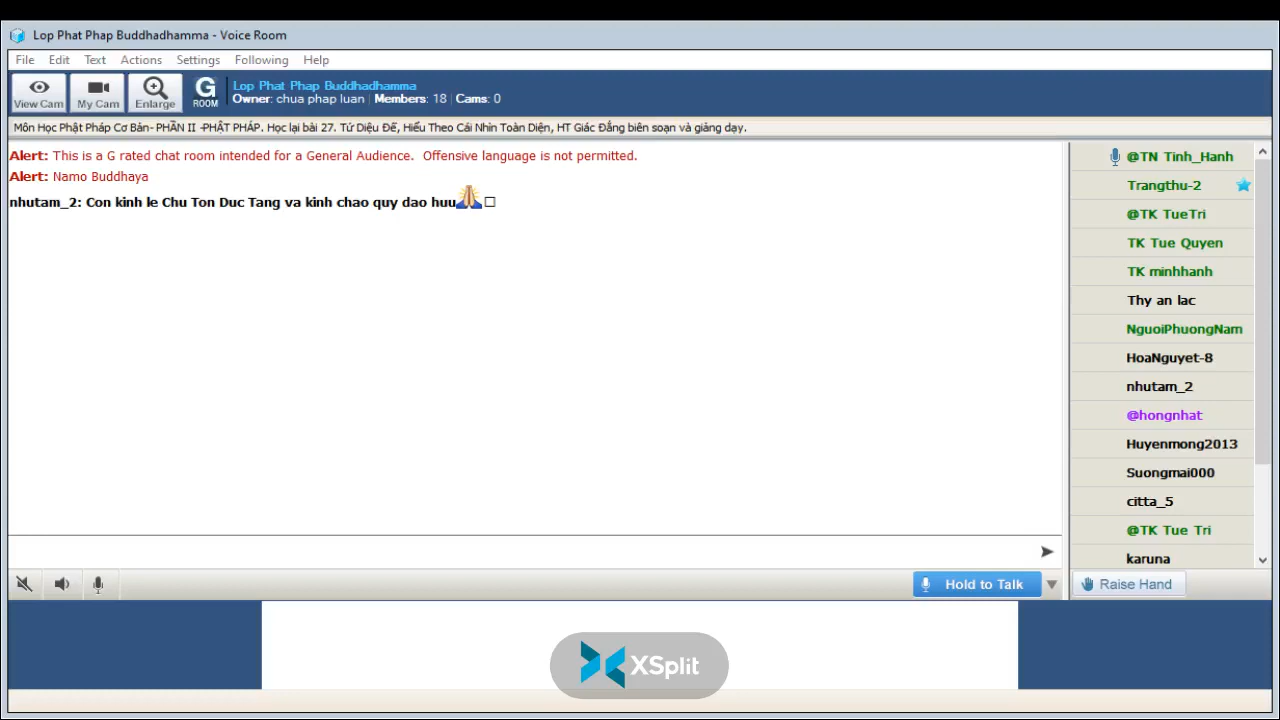 Lop Phat Phap Buddhadhamma - Voice Room
File Edit Text Actions Settings Following Help
View Cam My Cam Enlarge G ROOM
Lop Phat Phap Buddhadhamma
Owner: chua phap luan | Members: 18 | Cams: 0
Môn Học Phật Pháp Cơ Bản- PHẦN II -PHẬT PHÁP. Học lại bài 27. Tứ Diệu Đế, Hiểu Theo Cái Nhìn Toàn Diện, HT Giác Đẳng biên soạn và giảng dạy.
Alert: This is a G rated chat room intended for a General Audience. Offensive language is not permitted.
Alert: Namo Buddhaya
nhutam_2: Con kinh le Chu Ton Duc Tang va kinh chao quy dao huu🙏□
@TN Tinh_Hanh
Trangthu-2
@TK TueTri
TK Tue Quyen
TK minhhanh
Thy an lac
NguoiPhuongNam
HoaNguyet-8
nhutam_2
@hongnhat
Huyenmong2013
Suongmai000
citta_5
@TK Tue Tri
karuna
Hold to Talk
Raise Hand
XSplit